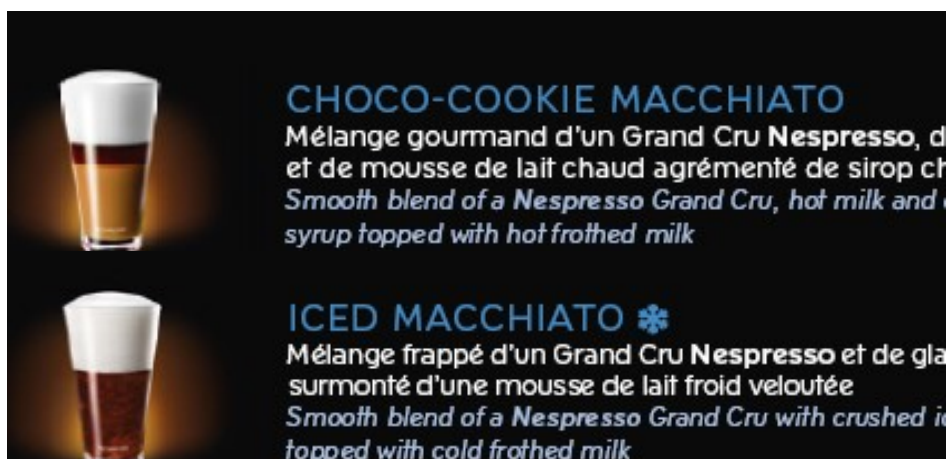 CHOCO-COOKIE MACCHIATO
Mélange gourmand d'un Grand Cru Nespresso,
et de mousse de lait chaud agrémenté de sirop
Smooth blend of a Nespresso Grand Cru, hot milk and
syrup topped with hot frothed milk
ICED MACCHIATO ❄
Mélange frappé d'un Grand Cru Nespresso et de
surmonté d'une mousse de lait froid veloutée
Smooth blend of a Nespresso Grand Cru with crushed
topped with cold frothed milk